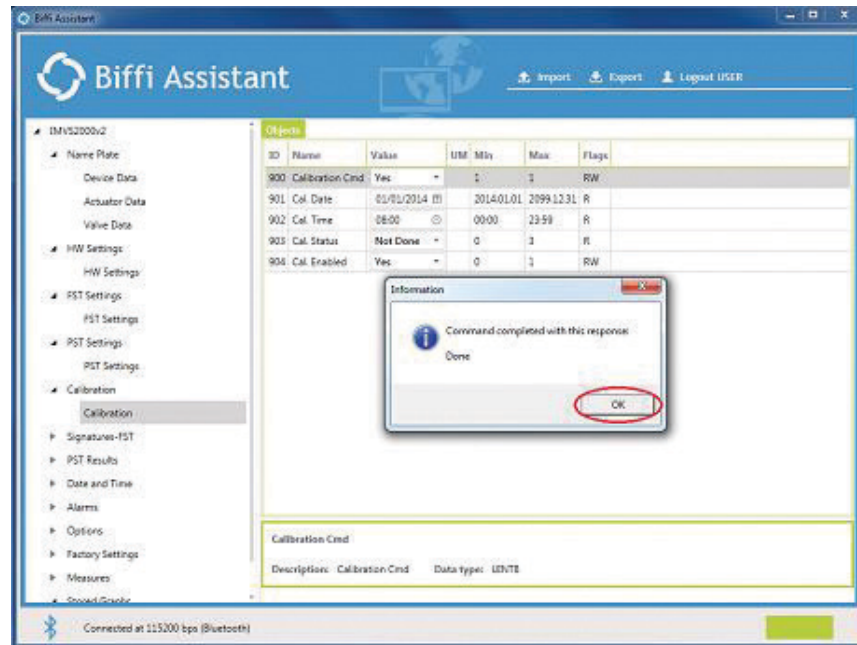 Biffi Assistant
Biffi Assistant
Import Export Logout USER
IMVS2000v2
Name Plate
Device Data
Actuator Data
Valve Data
HW Settings
HW Settings
FST Settings
FST Settings
PST Settings
PST Settings
Calibration
Calibration
Signatures-FST
PST Results
Date and Time
Alarms
Options
Factory Settings
Measures
Stored Graphs
Objects
ID Name Value UM Min Max Flags
900 Calibration Cmd Yes 1 1 RW
901 Cal. Date 01/01/2014 2014.01.01 2099.12.31 R
902 Cal. Time 08:00 00:00 23:59 R
903 Cal. Status Not Done 0 3 R
904 Cal. Enabled Yes 0 1 RW
Information
Command completed with this response:
Done
OK
Calibration Cmd
Description: Calibration Cmd Data type: UINT8
Connected at 115200 bps (Bluetooth)